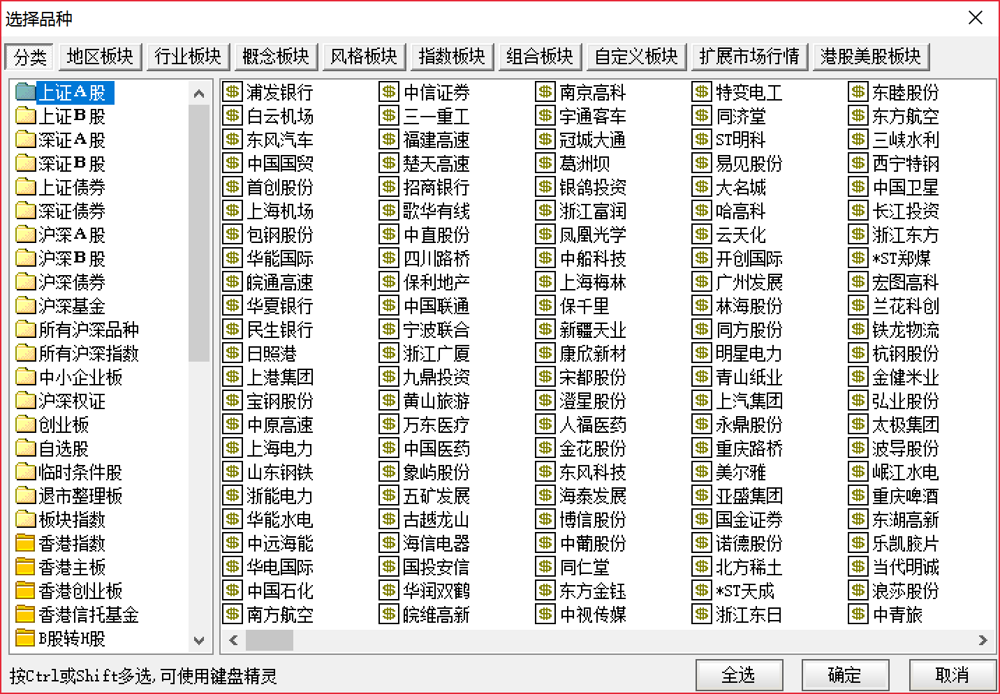 选择品种
分类 地区板块 行业板块 概念板块 风格板块 指数板块 组合板块 自定义板块 扩展市场行情 港股美股板块
上证A股 浦发银行 中信证券 南京高科 特变电工 东睦股份
上证B股 白云机场 三一重工 宇通客车 同济堂 东方航空
深证A股 东风汽车 福建高速 冠城大通 ST明科 三峡水利
深证B股 中国国贸 楚天高速 葛洲坝 易见股份 西宁特钢
上证债券 首创股份 招商银行 银鸽投资 大名城 中国卫星
深证债券 上海机场 歌华有线 浙江富润 哈高科 长江投资
沪深A股 包钢股份 中直股份 凤凰光学 云天化 浙江东方
沪深B股 华能国际 四川路桥 中船科技 开创国际 *ST郑煤
沪深债券 皖通高速 保利地产 上海梅林 广州发展 宏图高科
沪深基金 华夏银行 中国联通 保千里 林海股份 兰花科创
所有沪深品种 民生银行 宁波联合 新疆天业 同方股份 铁龙物流
所有沪深指数 日照港 浙江广厦 康欣新材 明星电力 杭钢股份
中小企业板 上港集团 九鼎投资 宋都股份 青山纸业 金健米业
沪深权证 宝钢股份 黄山旅游 澄星股份 上汽集团 弘业股份
创业板 中原高速 万东医疗 人福医药 永鼎股份 太极集团
自选股 上海电力 中国医药 金花股份 重庆路桥 波导股份
临时条件股 山东钢铁 象屿股份 东风科技 美尔雅 岷江水电
退市整理板 浙能电力 五矿发展 海泰发展 亚盛集团 重庆啤酒
板块指数 华能水电 古越龙山 博信股份 国金证券 东湖高新
香港指数 中远海能 海信电器 中葡股份 诺德股份 乐凯胶片
香港主板 华电国际 国投安信 同仁堂 北方稀土 当代明诚
香港创业板 中国石化 华润双鹤 东方金钰 *ST天成 浪莎股份
香港信托基金 南方航空 皖维高新 中视传媒 浙江东日 中青旅
B股转H股
按Ctrl或Shift多选,可使用键盘精灵 全选 确定 取消